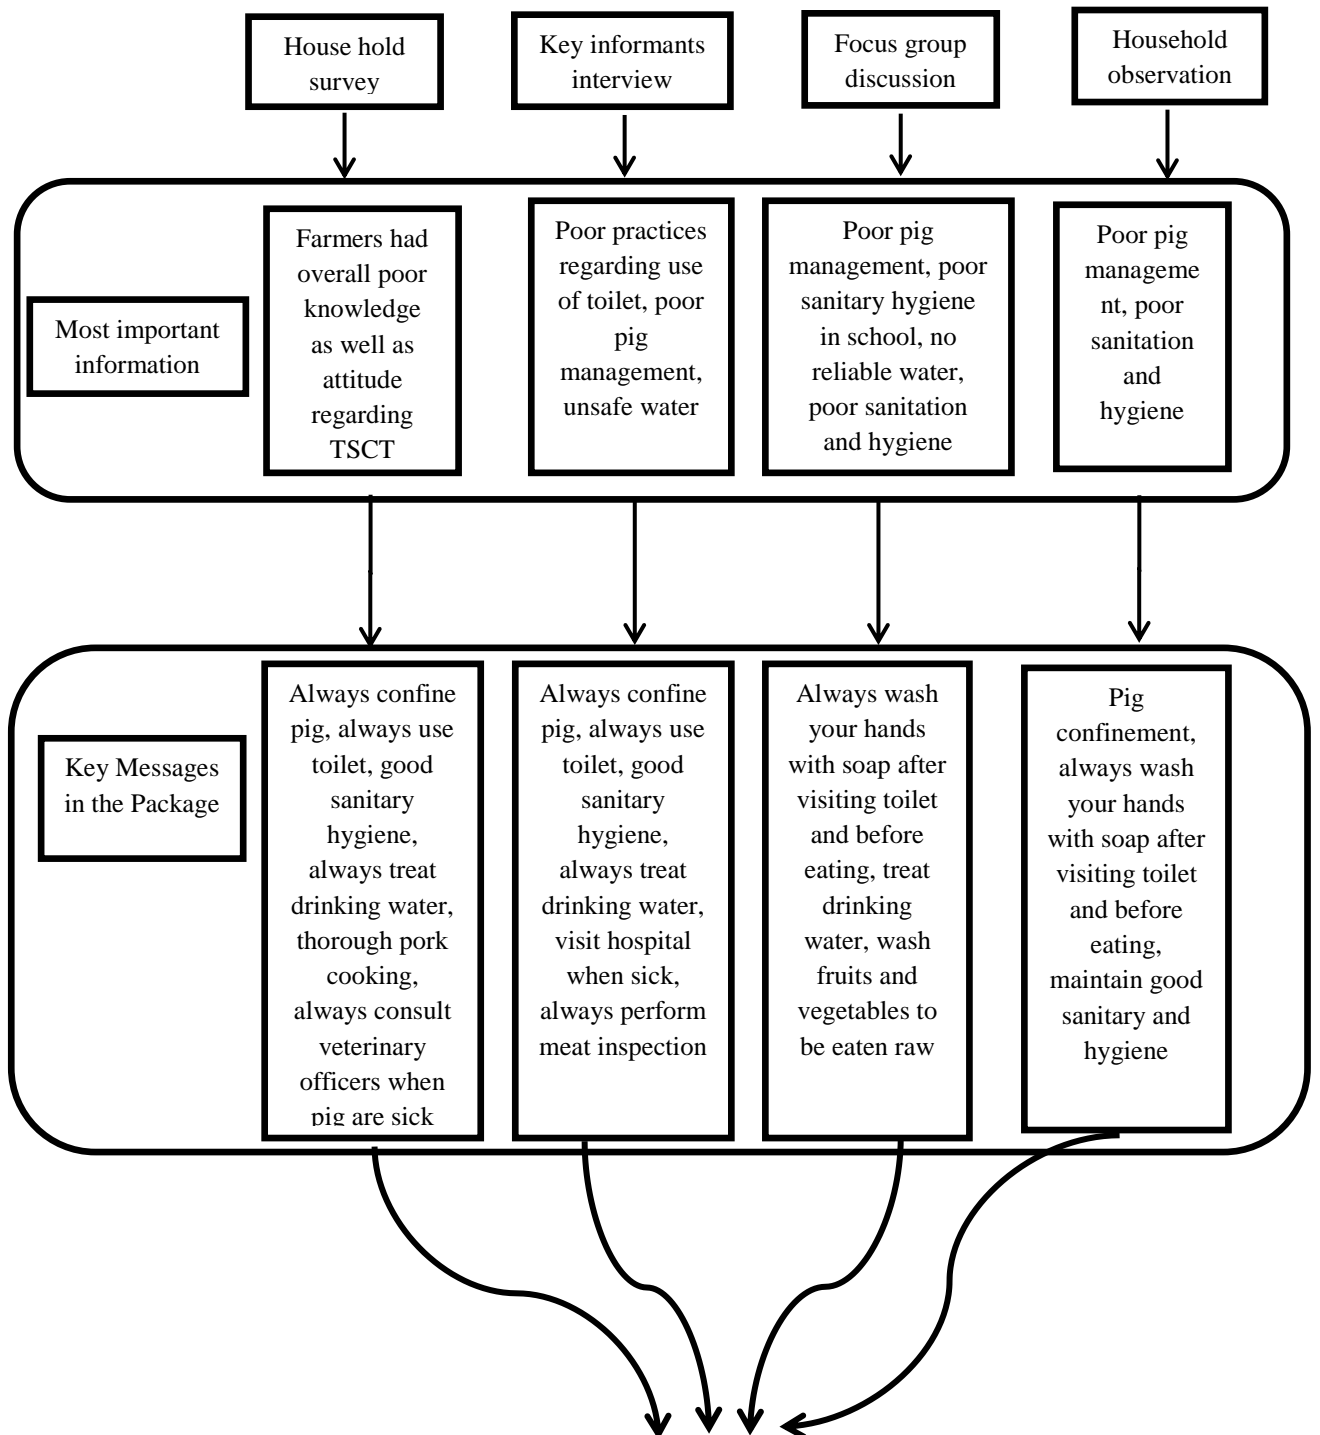 House hold
survey
Key informants
interview
Focus group
discussion
Household
observation
Most important
information
Farmers had
overall poor
knowledge
as well as
attitude
regarding
TSCT
Poor practices
regarding use
of toilet, poor
pig
management,
unsafe water
Poor pig
management, poor
sanitary hygiene
in school, no
reliable water,
poor sanitation
and hygiene
Poor pig
manageme
nt, poor
sanitation
and
hygiene
Key Messages
in the Package
Always confine
pig, always use
toilet, good
sanitary
hygiene,
always treat
drinking water,
thorough pork
cooking,
always consult
veterinary
officers when
pig are sick
Always confine
pig, always use
toilet, good
sanitary
hygiene,
always treat
drinking water,
visit hospital
when sick,
always perform
meat inspection
Always wash
your hands
with soap after
visiting toilet
and before
eating, treat
drinking
water, wash
fruits and
vegetables to
be eaten raw
Pig
confinement,
always wash
your hands
with soap after
visiting toilet
and before
eating,
maintain good
sanitary and
hygiene